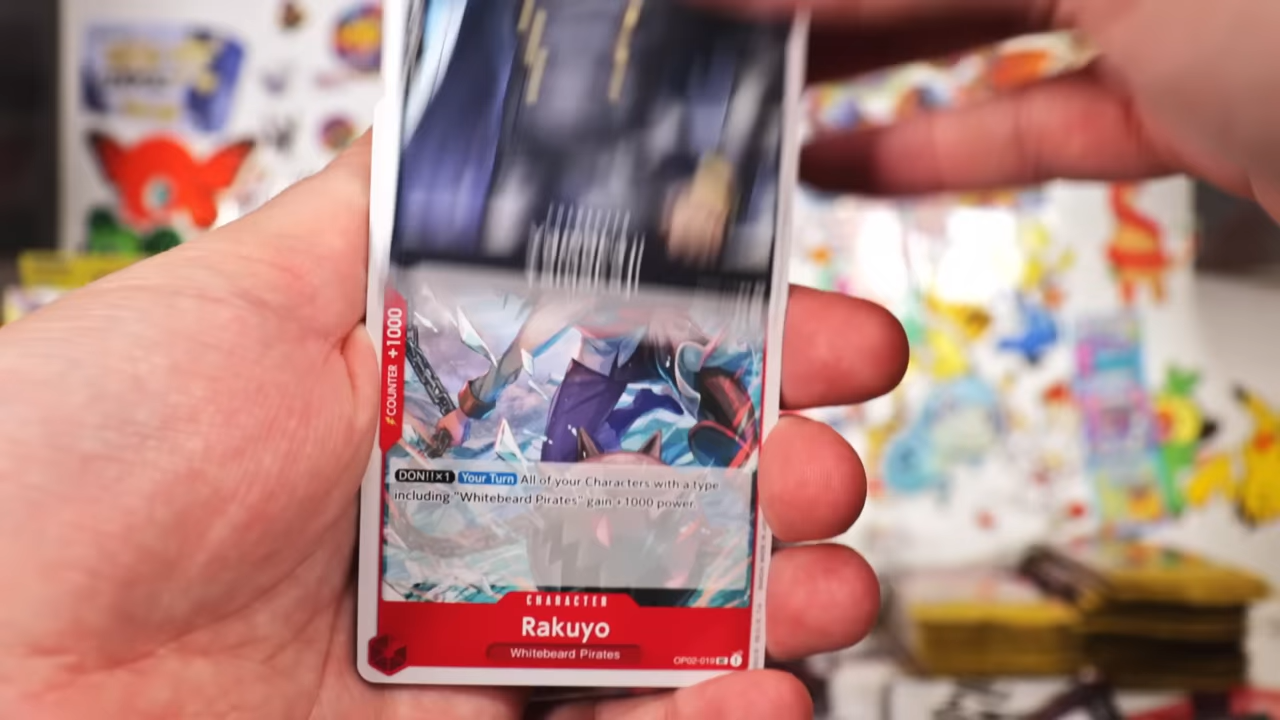 COUNTER +1000
DON!!×1 Your Turn All of your Characters with a type
including "Whitebeard Pirates" gain +1000 power.
CHARACTER
Rakuyo
Whitebeard Pirates
OP02-019